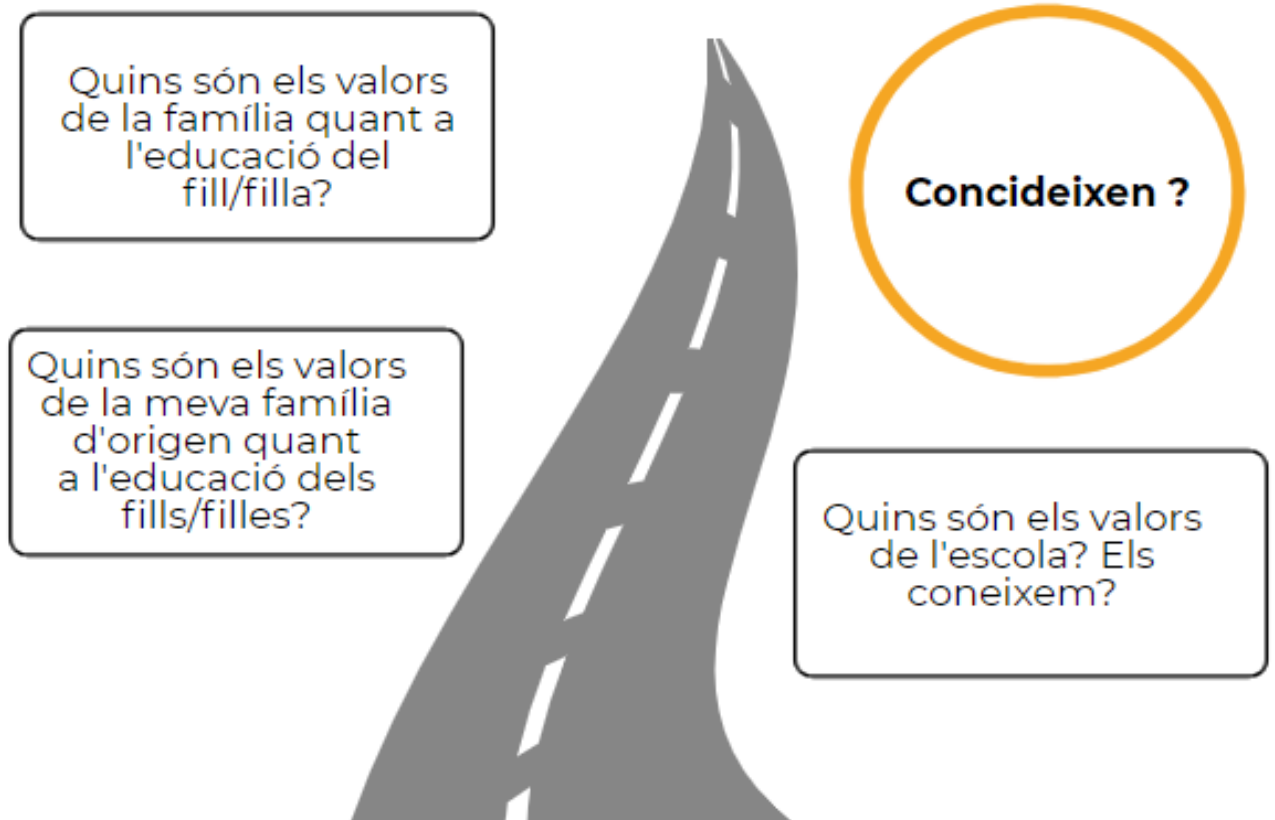 Quins són els valors
de la família quant a
l'educació del
fill/filla?
Concideixen ?
Quins són els valors
de la meva família
d'origen quant
a l'educació dels
fills/filles?
Quins són els valors
de l'escola? Els
coneixem?